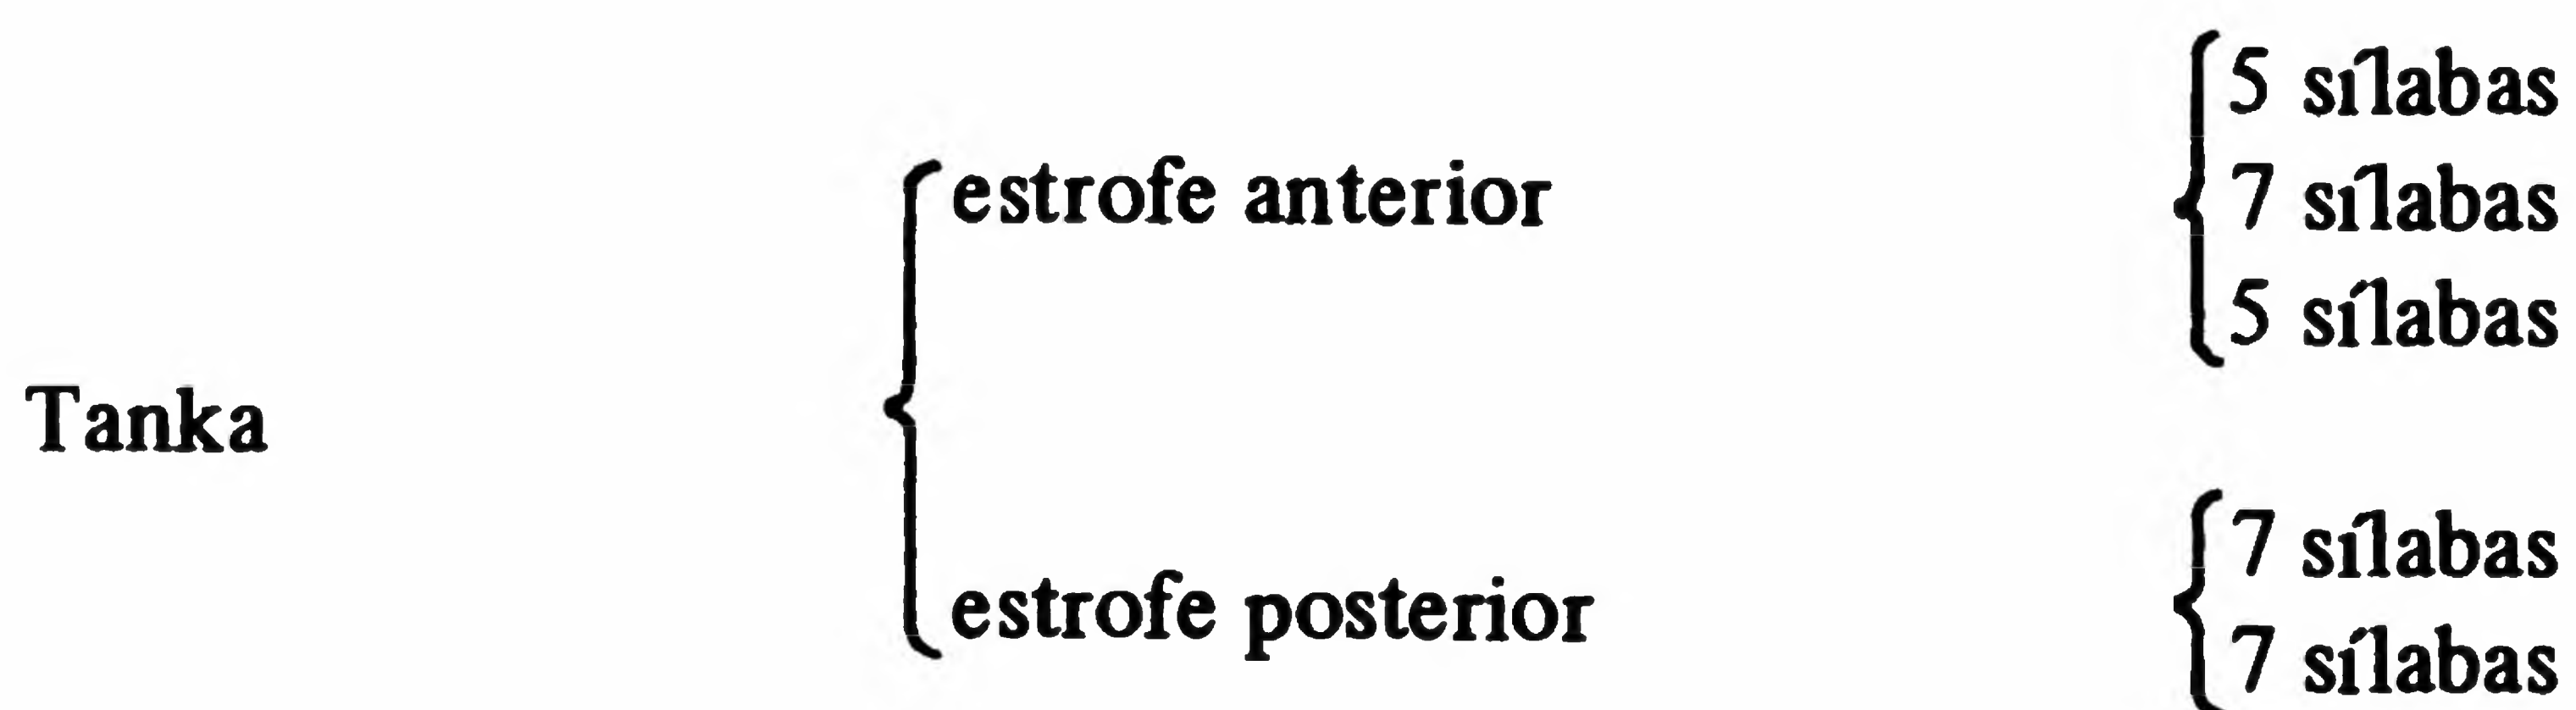 Tanka
estrofe anterior
5 sílabas
7 sílabas
5 sílabas
estrofe posterior
7 sílabas
7 sílabas